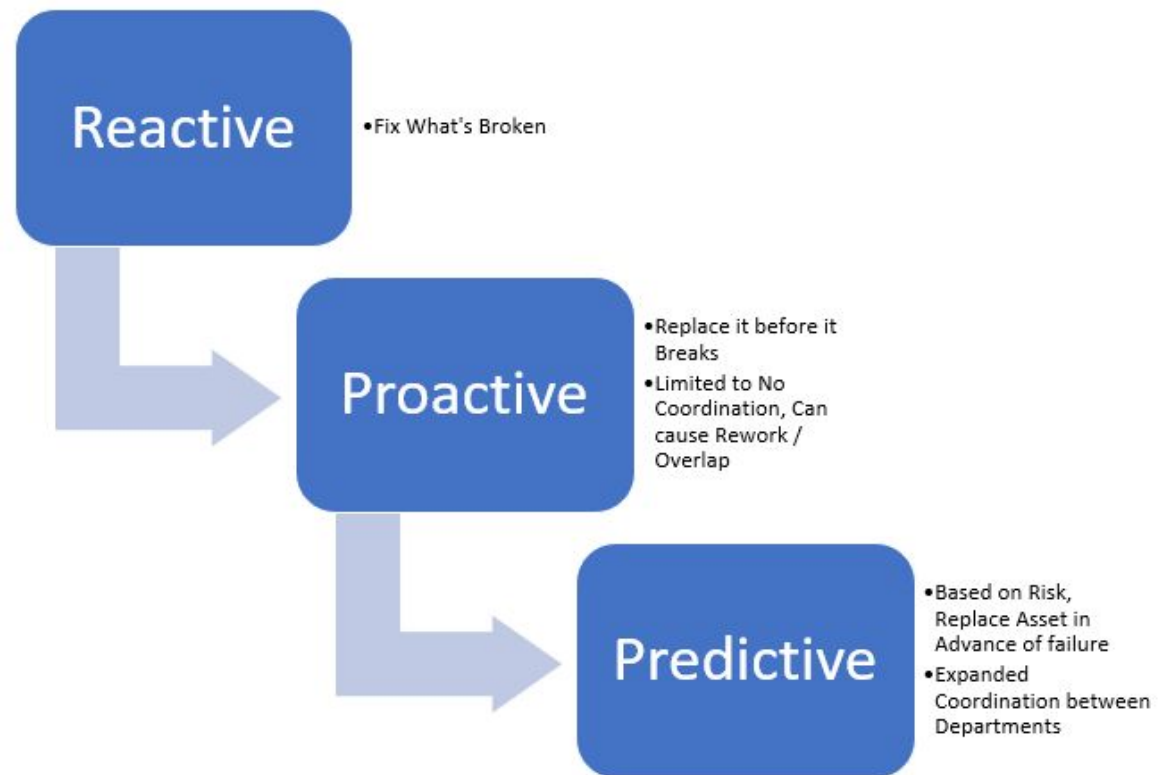 Reactive
•Fix What's Broken
Proactive
•Replace it before it
Breaks
•Limited to No
Coordination, Can
cause Rework /
Overlap
Predictive
•Based on Risk,
Replace Asset in
Advance of failure
•Expanded
Coordination between
Departments